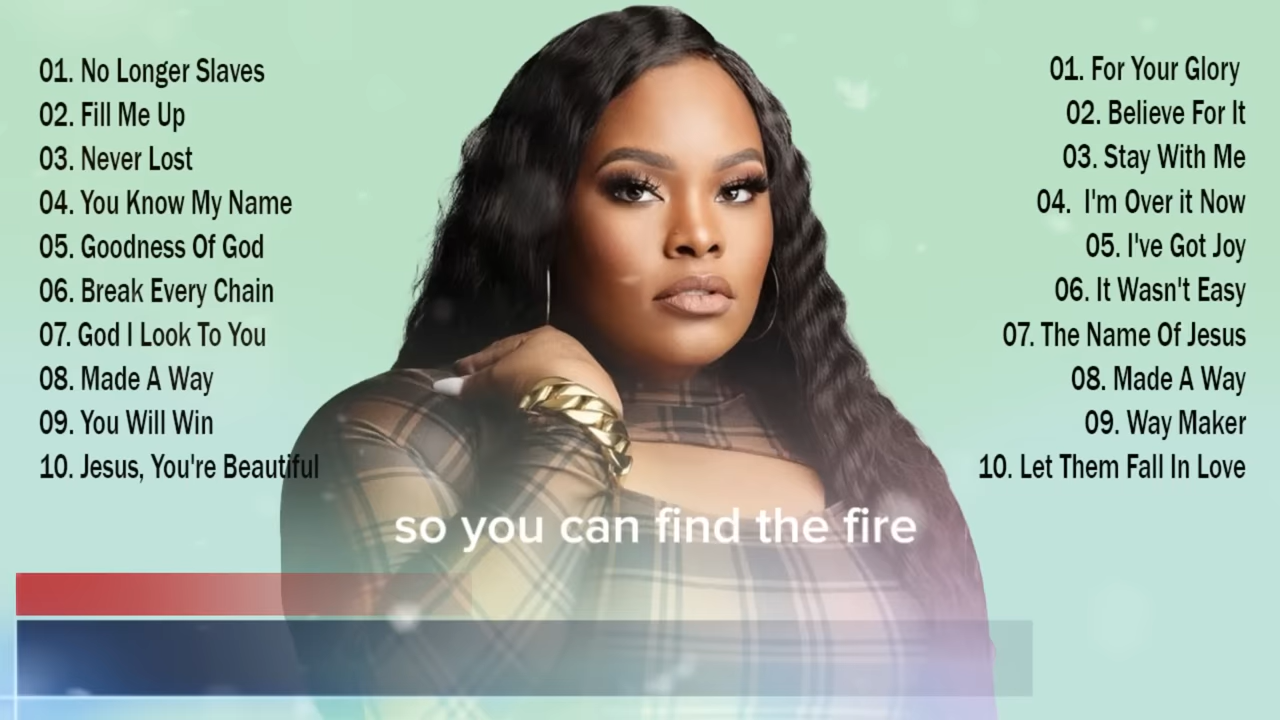 01. No Longer Slaves
02. Fill Me Up
03. Never Lost
04. You Know My Name
05. Goodness Of God
06. Break Every Chain
07. God I Look To You
08. Made A Way
09. You Will Win
10. Jesus, You're Beautiful
01. For Your Glory
02. Believe For It
03. Stay With Me
04. I'm Over it Now
05. I've Got Joy
06. It Wasn't Easy
07. The Name Of Jesus
08. Made A Way
09. Way Maker
10. Let Them Fall In Love
so you can find the fire